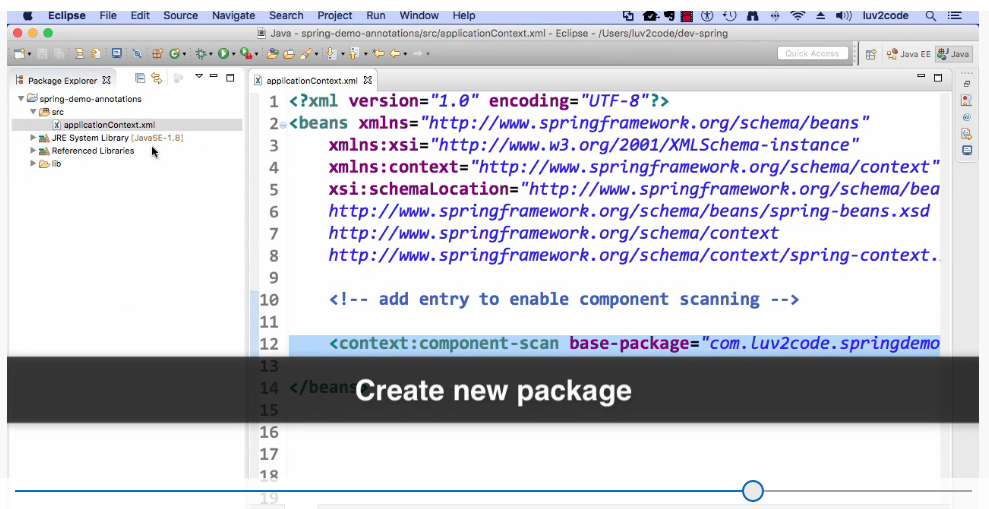 Eclipse File Edit Source Navigate Search Project Run Window Help luv2code
Java - spring-demo-annotations/src/applicationContext.xml - Eclipse - /Users/luv2code/dev-spring
Quick Access Java EE Java
Package Explorer
applicationContext.xml
spring-demo-annotations
src
applicationContext.xml
JRE System Library [JavaSE-1.8]
Referenced Libraries
lib
1 <?xml version="1.0" encoding="UTF-8"?>
2 <beans xmlns="http://www.springframework.org/schema/beans"
3 xmlns:xsi="http://www.w3.org/2001/XMLSchema-instance"
4 xmlns:context="http://www.springframework.org/schema/context"
5 xsi:schemaLocation="http://www.springframework.org/schema/bea
6 http://www.springframework.org/schema/beans/spring-beans.xsd
7 http://www.springframework.org/schema/context
8 http://www.springframework.org/schema/context/spring-context.
9
10 <!-- add entry to enable component scanning -->
11
12 <context:component-scan base-package="com.luv2code.springdemo
13
Create new package
14 </beans>
15
16
17
18
19